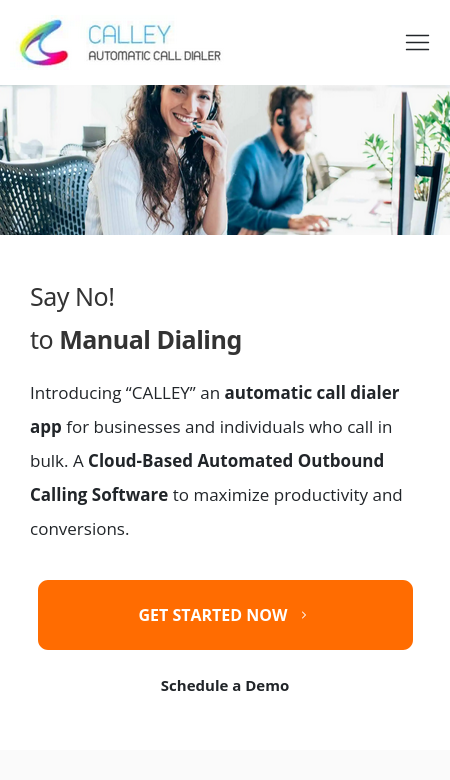 CALLEY
AUTOMATIC CALL DIALER
Say No!
to Manual Dialing
Introducing “CALLEY” an automatic call dialer
app for businesses and individuals who call in
bulk. A Cloud-Based Automated Outbound
Calling Software to maximize productivity and
conversions.
GET STARTED NOW
Schedule a Demo